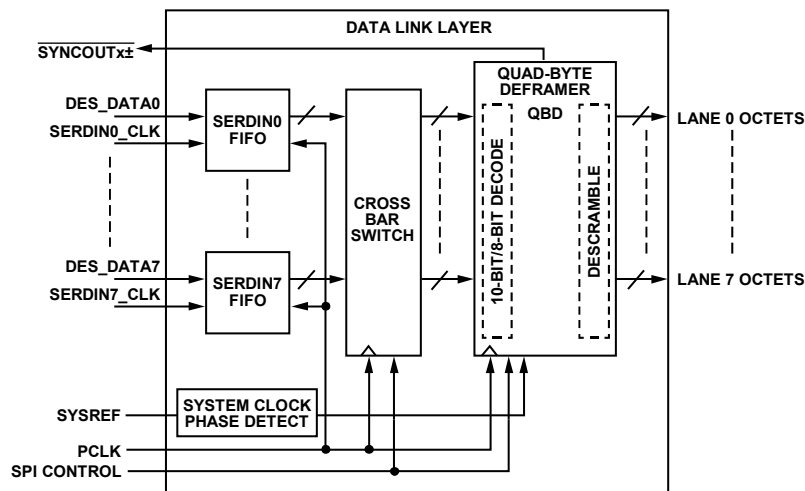 DATA LINK LAYER
SYNCOUTx±
QUAD-BYTE
DEFRAMER
QBD
DES_DATA0
SERDIN0_CLK
SERDIN0
FIFO
LANE 0 OCTETS
CROSS
BAR
SWITCH
10-BIT/8-BIT DECODE
DESCRAMBLE
DES_DATA7
SERDIN7_CLK
SERDIN7
FIFO
LANE 7 OCTETS
SYSREF
SYSTEM CLOCK
PHASE DETECT
PCLK
SPI CONTROL